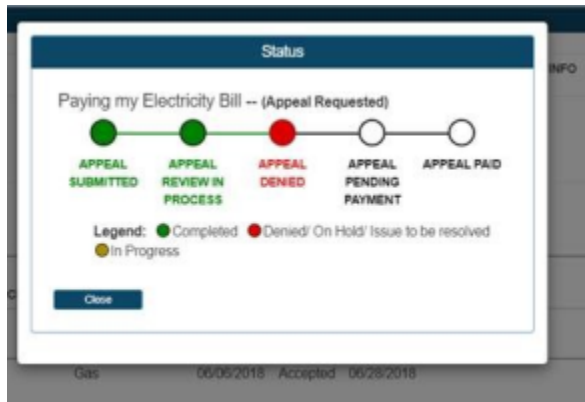 Status
INFO
Paying my Electricity Bill -- (Appeal Requested)
APPEAL SUBMITTED
APPEAL REVIEW IN PROCESS
APPEAL DENIED
APPEAL PENDING PAYMENT
APPEAL PAID
Legend: Completed Denied/ On Hold/ Issue to be resolved
In Progress
Close
Gas 06/06/2018 Accepted 06/28/2018